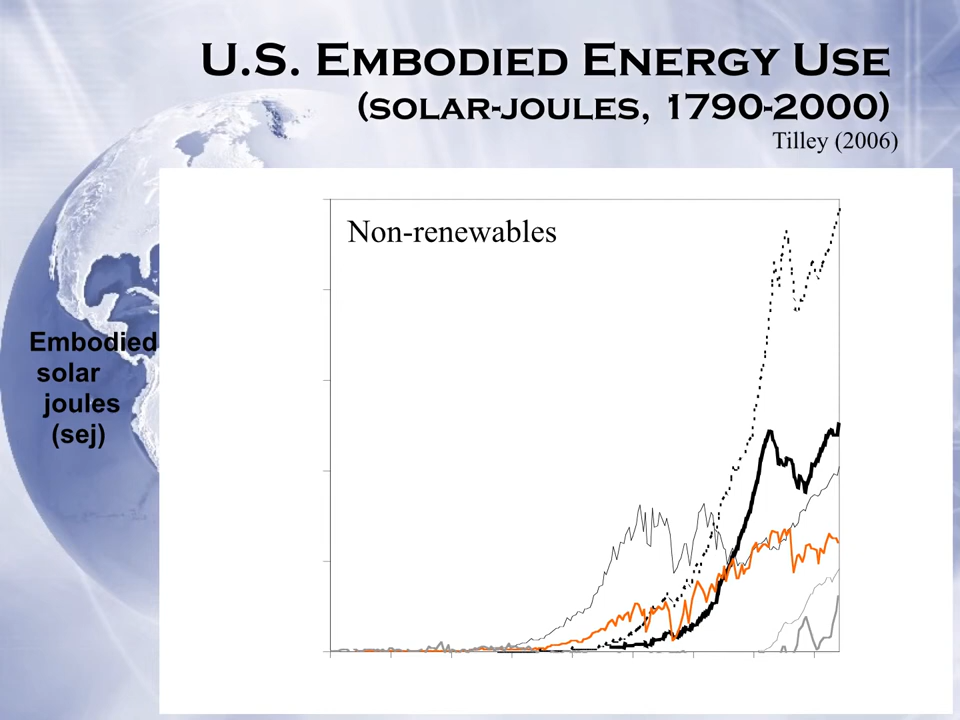 U.S. EMBODIED ENERGY USE
(SOLAR-JOULES, 1790-2000)
Tilley (2006)
Non-renewables
Embodied
solar
joules
(sej)